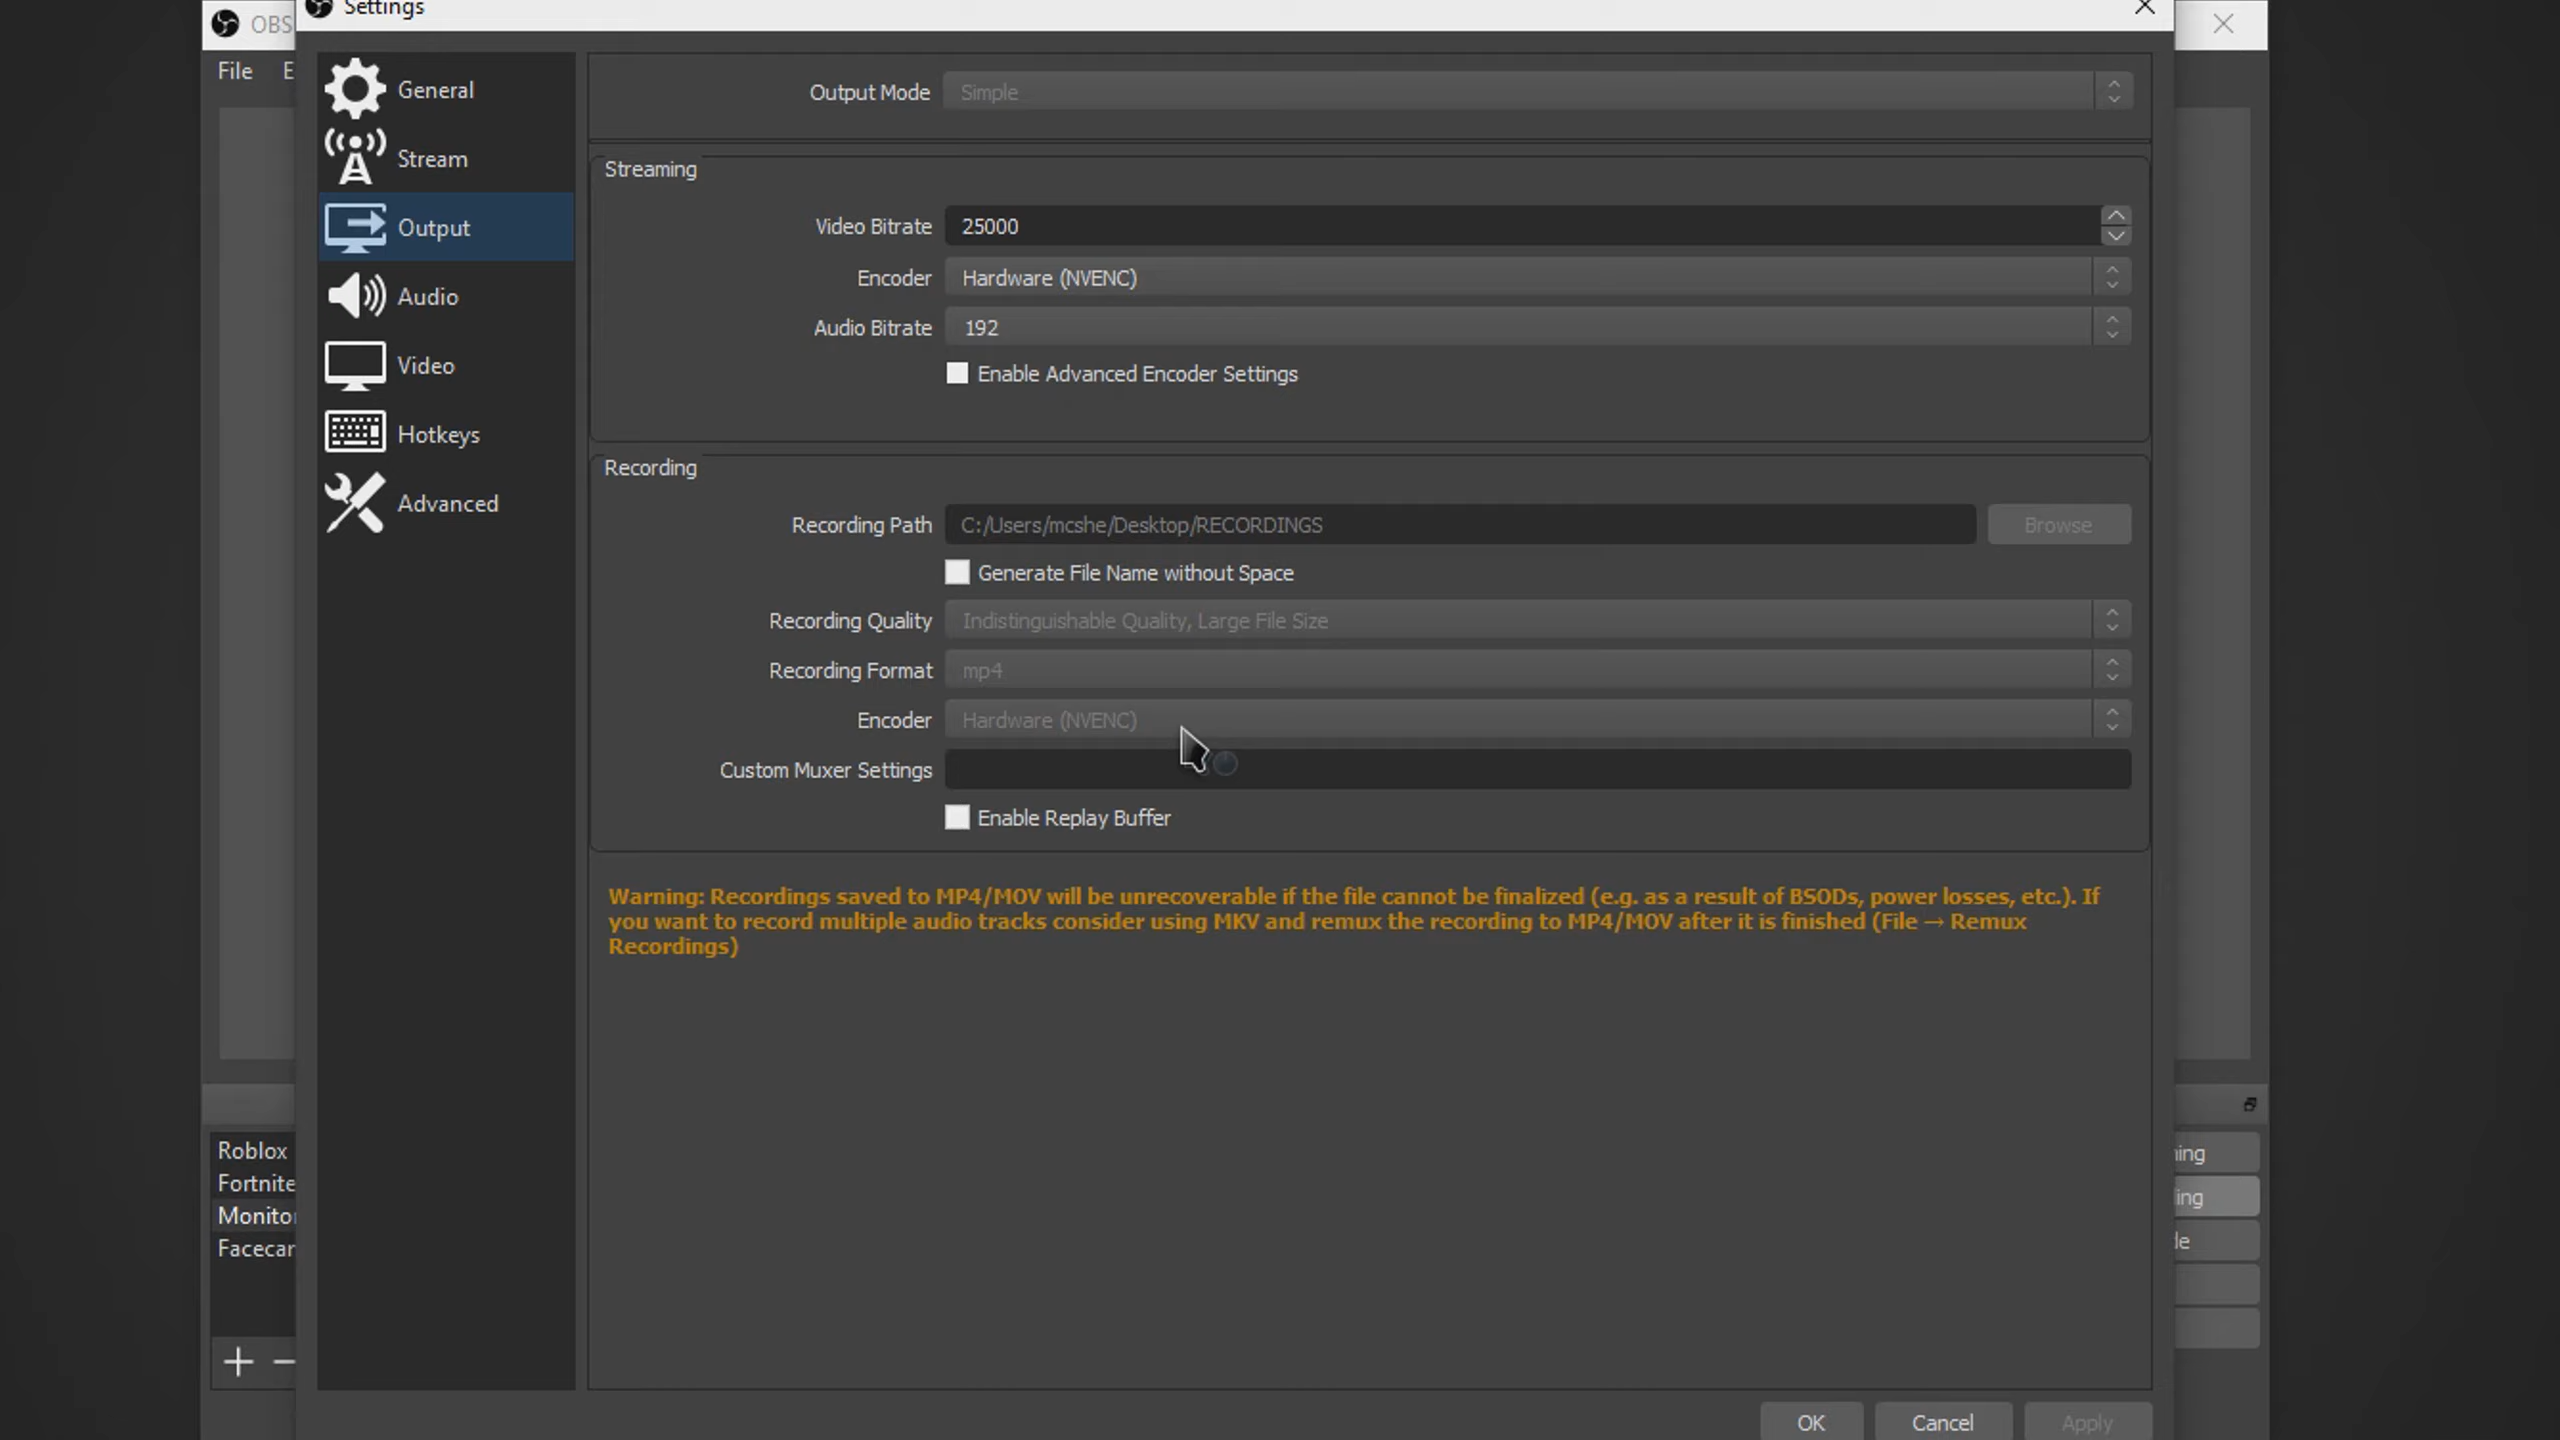 OBS
Settings
File E
General
Stream
Output
Audio
Video
Hotkeys
Advanced
Output Mode Simple
Streaming
Video Bitrate 25000
Encoder Hardware (NVENC)
Audio Bitrate 192
Enable Advanced Encoder Settings
Recording
Recording Path C:/Users/mcshe/Desktop/RECORDINGS Browse
Generate File Name without Space
Recording Quality Indistinguishable Quality, Large File Size
Recording Format mp4
Encoder Hardware (NVENC)
Custom Muxer Settings
Enable Replay Buffer
Warning: Recordings saved to MP4/MOV will be unrecoverable if the file cannot be finalized (e.g. as a result of BSODs, power losses, etc.). If
you want to record multiple audio tracks consider using MKV and remux the recording to MP4/MOV after it is finished (File → Remux
Recordings)
Roblox
Fortnite
Monitor
Facecam
ing
ing
de
OK Cancel Apply